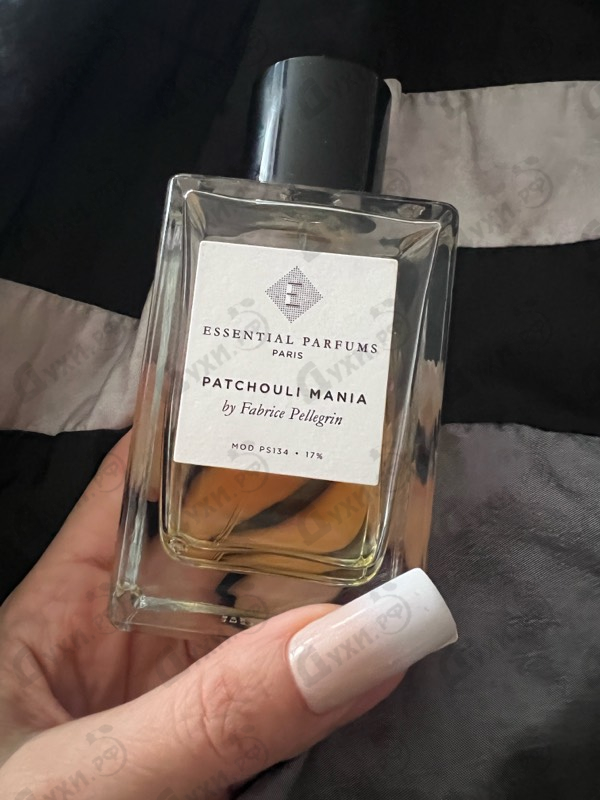 E
ESSENTIAL PARFUMS
PARIS
PATCHOULI MANIA
by Fabrice Pellegrin
MOD PS134 • 17%
Духи.РФ